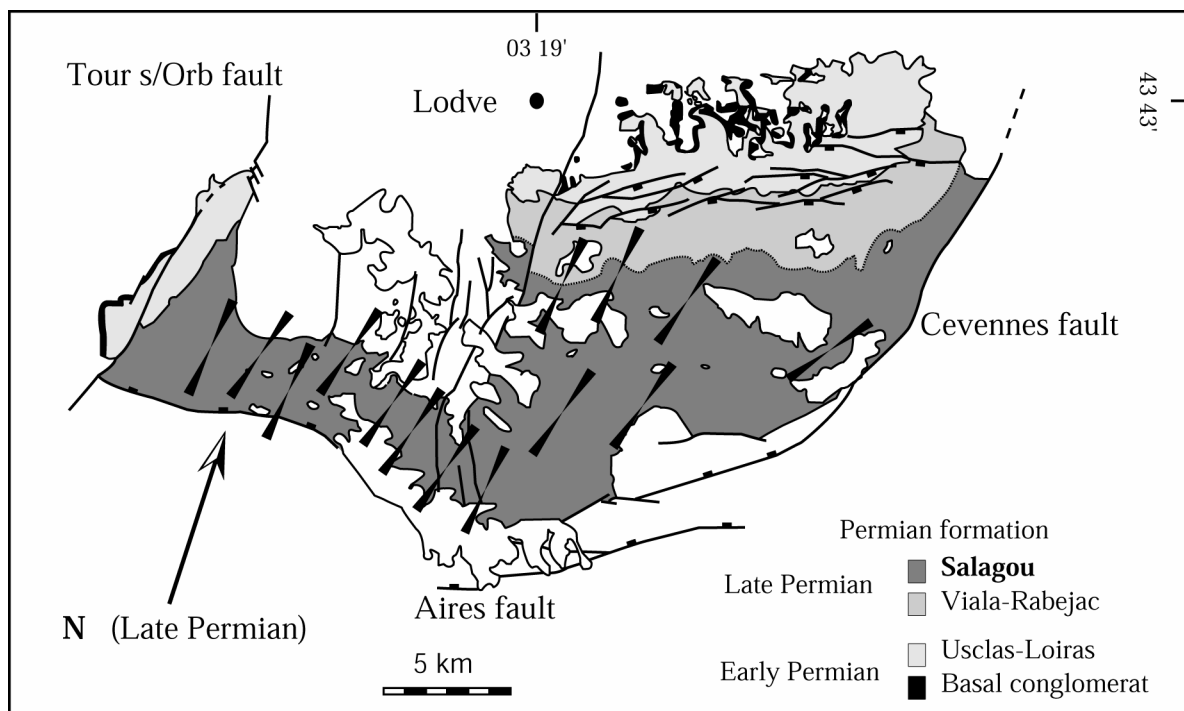 03 19'
Tour s/Orb fault
Lodve
43 43'
Cevennes fault
N (Late Permian)
Aires fault
5 km
Permian formation
Late Permian
Salagou
Viala-Rabejac
Early Permian
Usclas-Loiras
Basal conglomerat